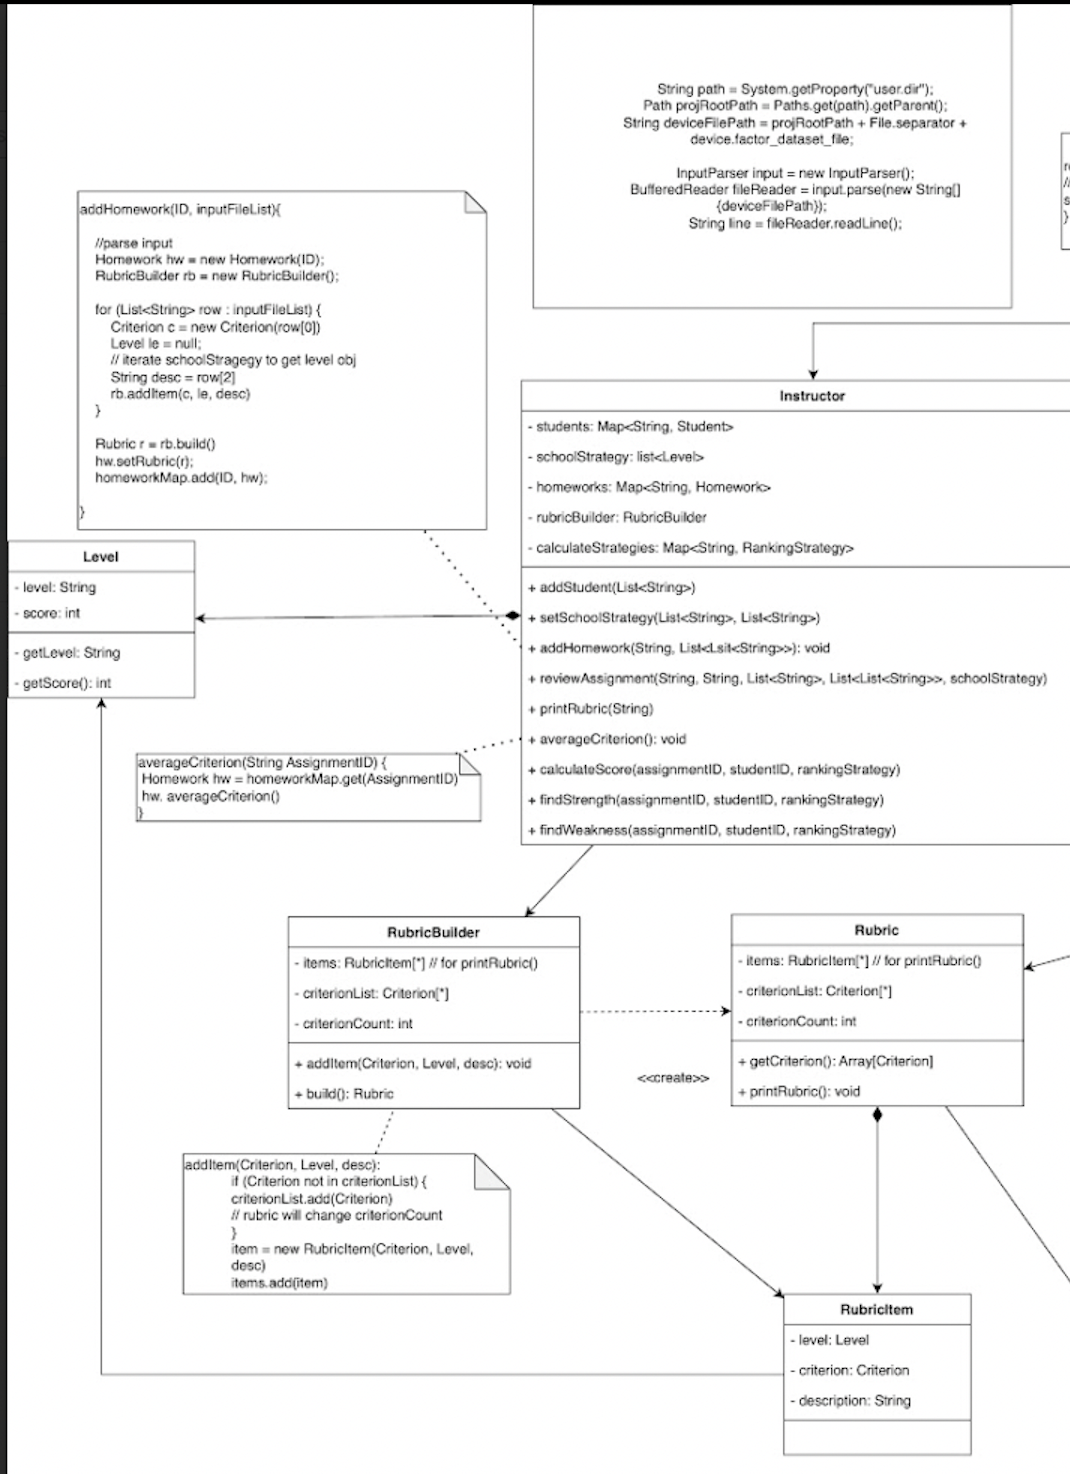 String path = System.getProperty("user.dir");
Path projRootPath = Paths.get(path).getParent();
String deviceFilePath = projRootPath + File.separator +
device.factor_dataset_file;
InputParser input = new InputParser();
BufferedReader fileReader = input.parse(new String[]
{deviceFilePath});
String line = fileReader.readLine();
addHomework(ID, inputFileList){
//parse input
Homework hw = new Homework(ID);
RubricBuilder rb = new RubricBuilder();
for (List<String> row : inputFileList) {
Criterion c = new Criterion(row[0])
Level le = null;
// iterate schoolStragegy to get level obj
String desc = row[2]
rb.addItem(c, le, desc)
}
Rubric r = rb.build()
hw.setRubric(r);
homeworkMap.add(ID, hw);
}
Instructor
- students: Map<String, Student>
- schoolStrategy: list<Level>
- homeworks: Map<String, Homework>
- rubricBuilder: RubricBuilder
- calculateStrategies: Map<String, RankingStrategy>
+ addStudent(List<String>)
+ setSchoolStrategy(List<String>, List<String>)
+ addHomework(String, List<Lsit<String>>): void
+ reviewAssignment(String, String, List<String>, List<List<String>>, schoolStrategy)
+ printRubric(String)
+ averageCriterion(): void
+ calculateScore(assignmentID, studentID, rankingStrategy)
+ findStrength(assignmentID, studentID, rankingStrategy)
+ findWeakness(assignmentID, studentID, rankingStrategy)
Level
- level: String
- score: int
- getLevel: String
- getScore(): int
averageCriterion(String AssignmentID) {
Homework hw = homeworkMap.get(AssignmentID)
hw. averageCriterion()
}
RubricBuilder
- items: RubricItem[*] // for printRubric()
- criterionList: Criterion[*]
- criterionCount: int
+ addItem(Criterion, Level, desc): void
+ build(): Rubric
<<create>>
Rubric
- items: RubricItem[*] // for printRubric()
- criterionList: Criterion[*]
- criterionCount: int
+ getCriterion(): Array[Criterion]
+ printRubric(): void
addItem(Criterion, Level, desc):
if (Criterion not in criterionList) {
criterionList.add(Criterion)
// rubric will change criterionCount
}
item = new RubricItem(Criterion, Level,
desc)
items.add(item)
RubricItem
- level: Level
- criterion: Criterion
- description: String